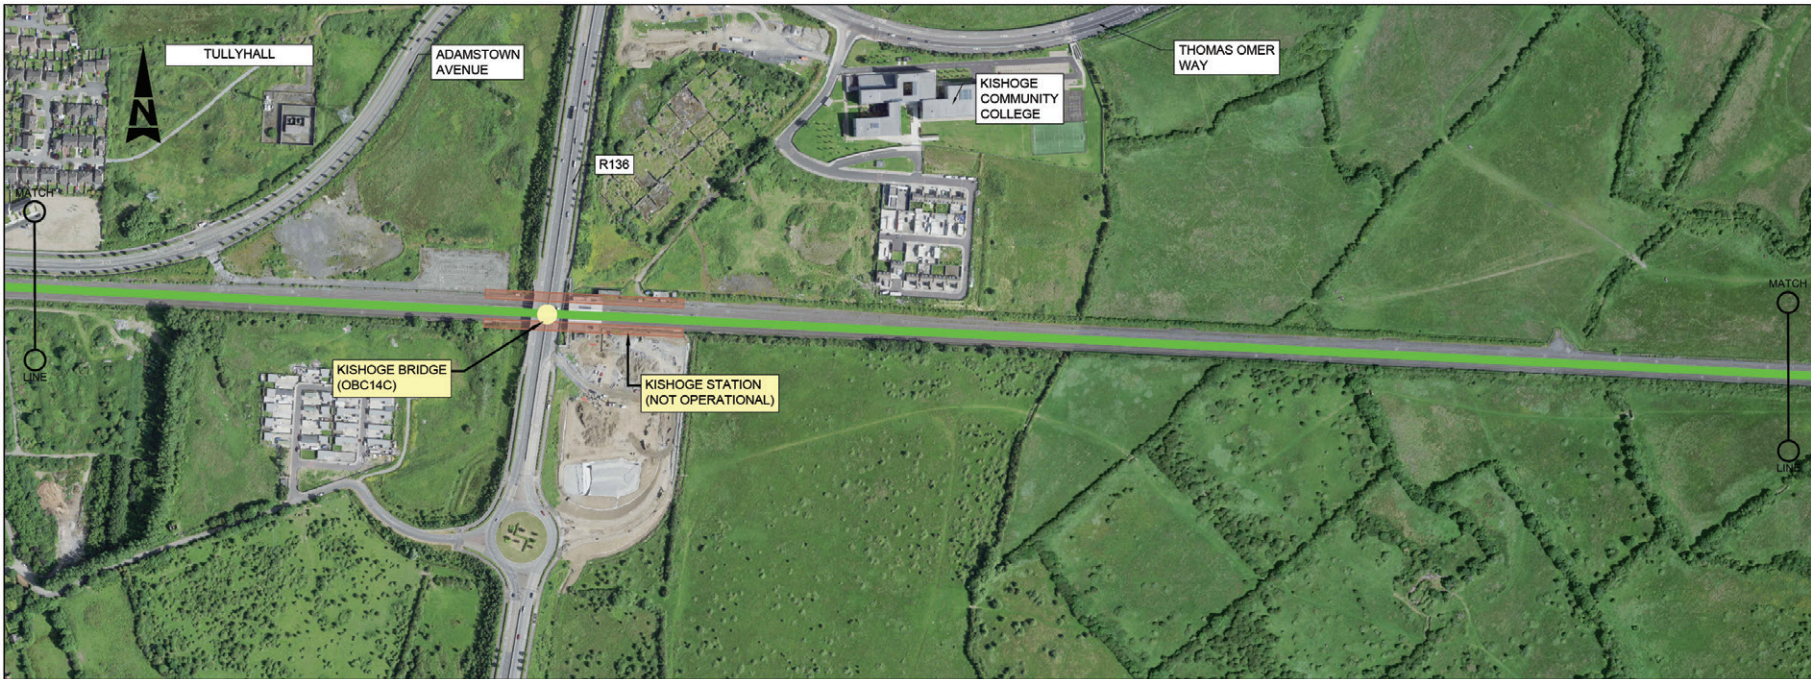 TULLYHALL
ADAMSTOWN
AVENUE
THOMAS OMER
WAY
KISHOGE
COMMUNITY
COLLEGE
N
R136
MATCH
LINE
MATCH
LINE
KISHOGE BRIDGE
(OBC14C)
KISHOGE STATION
(NOT OPERATIONAL)